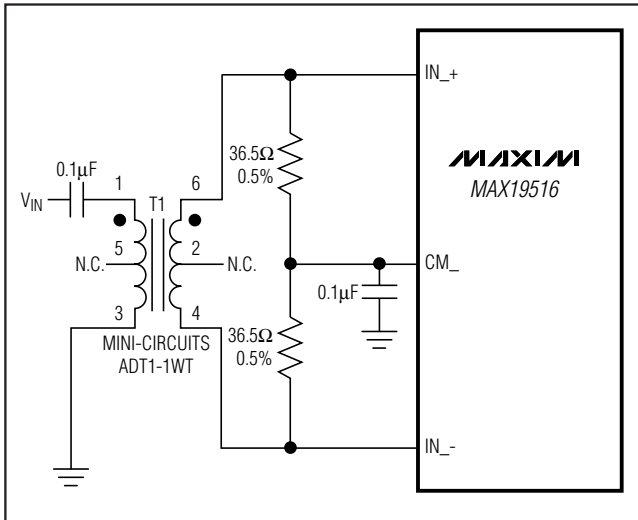 IN_+
36.5Ω
0.5%
MAXIM
MAX19516
0.1µF
1
6
VIN
T1
5
2
N.C.
N.C.
CM_
0.1µF
3
4
MINI-CIRCUITS
ADT1-1WT
36.5Ω
0.5%
IN_-